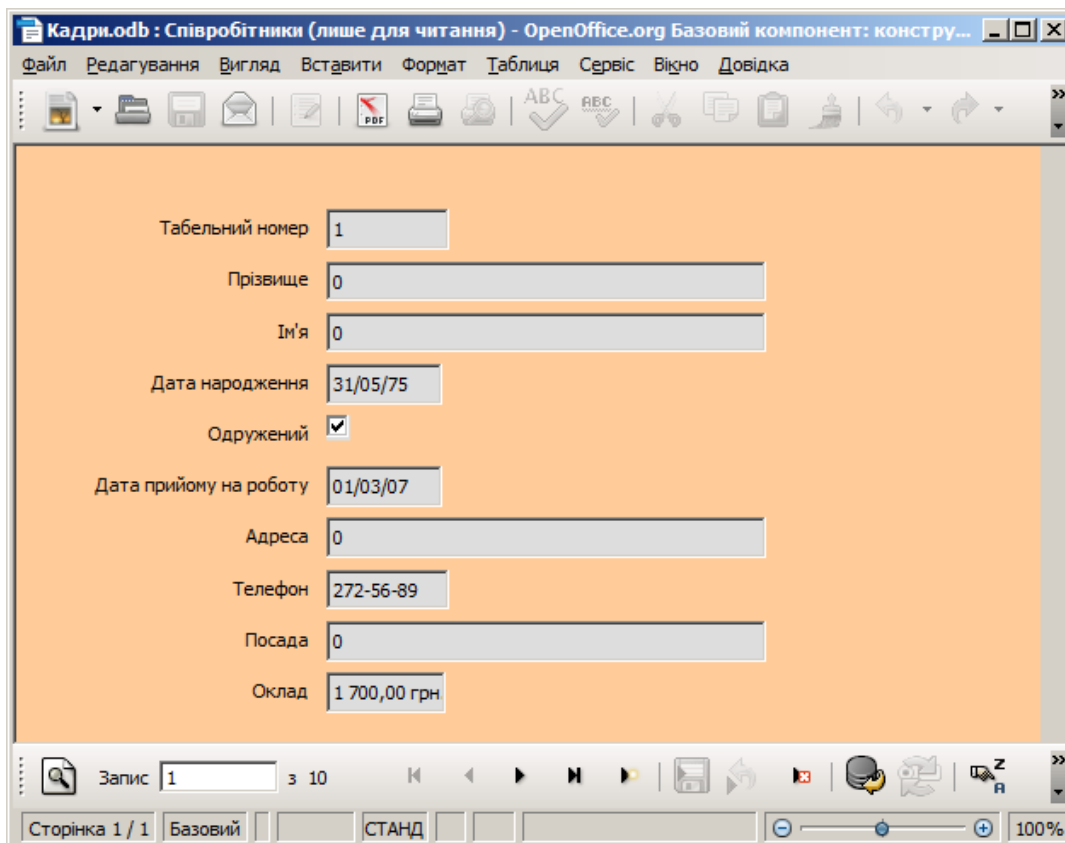 Кадри.odb : Співробітники (лише для читання) - OpenOffice.org Базовий компонент: констру...
Файл Редагування Вигляд Вставити Формат Таблиця Сервіс Вікно Довідка
PDF ABC ABC
Табельний номер 1
Прізвище 0
Ім'я 0
Дата народження 31/05/75
Одружений
Дата прийому на роботу 01/03/07
Адреса 0
Телефон 272-56-89
Посада 0
Оклад 1 700,00 грн
Запис 1 з 10 Z A
Сторінка 1 / 1 Базовий СТАНД 100%